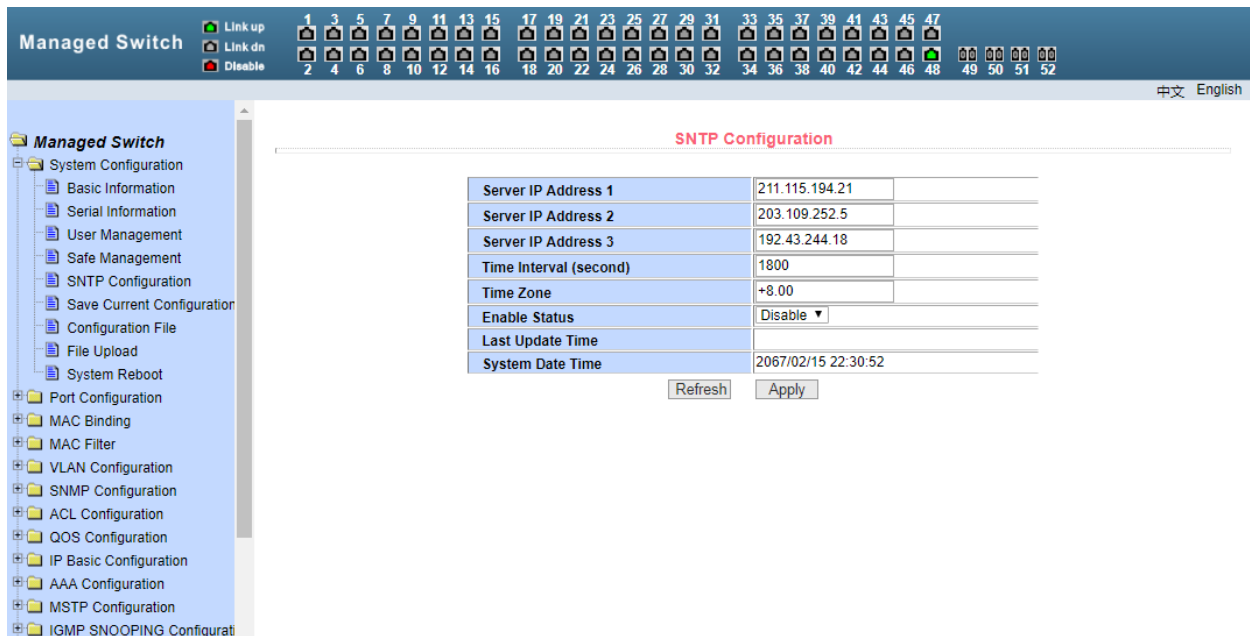 Managed Switch
Link up
Link dn
Disable
1 3 5 7 9 11 13 15 17 19 21 23 25 27 29 31 33 35 37 39 41 43 45 47
2 4 6 8 10 12 14 16 18 20 22 24 26 28 30 32 34 36 38 40 42 44 46 48 49 50 51 52
中文 English
Managed Switch
System Configuration
Basic Information
Serial Information
User Management
Safe Management
SNTP Configuration
Save Current Configuration
Configuration File
File Upload
System Reboot
Port Configuration
MAC Binding
MAC Filter
VLAN Configuration
SNMP Configuration
ACL Configuration
QOS Configuration
IP Basic Configuration
AAA Configuration
MSTP Configuration
IGMP SNOOPING Configurati
SNTP Configuration
Server IP Address 1 211.115.194.21
Server IP Address 2 203.109.252.5
Server IP Address 3 192.43.244.18
Time Interval (second) 1800
Time Zone +8.00
Enable Status Disable
Last Update Time
System Date Time 2067/02/15 22:30:52
Refresh Apply